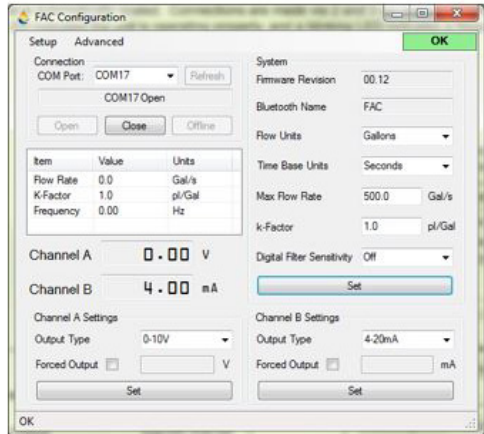 FAC Configuration
Setup Advanced OK
Connection
COM Port: COM17 Refresh
COM17 Open
Open Close Offline
Item Value Units
Flow Rate 0.0 Gal/s
K-Factor 1.0 pl/Gal
Frequency 0.00 Hz
Channel A 0.00 V
Channel B 4.00 mA
System
Firmware Revision 00.12
Bluetooth Name FAC
Flow Units Gallons
Time Base Units Seconds
Max Flow Rate 500.0 Gal/s
k-Factor 1.0 pl/Gal
Digital Filter Sensitivity Off
Set
Channel A Settings
Output Type 0-10V
Forced Output V
Set
Channel B Settings
Output Type 4-20mA
Forced Output mA
Set
OK